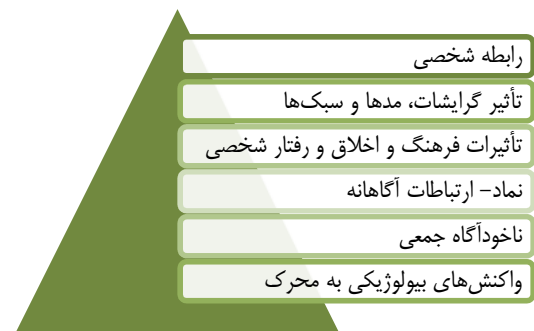 رابطه شخصی
تأثیر گرایشات، مدها و سبک‌ها
تأثیرات فرهنگ و اخلاق و رفتار شخصی
نماد- ارتباطات آگاهانه
ناخودآگاه جمعی
واکنش‌های بیولوژیکی به محرک